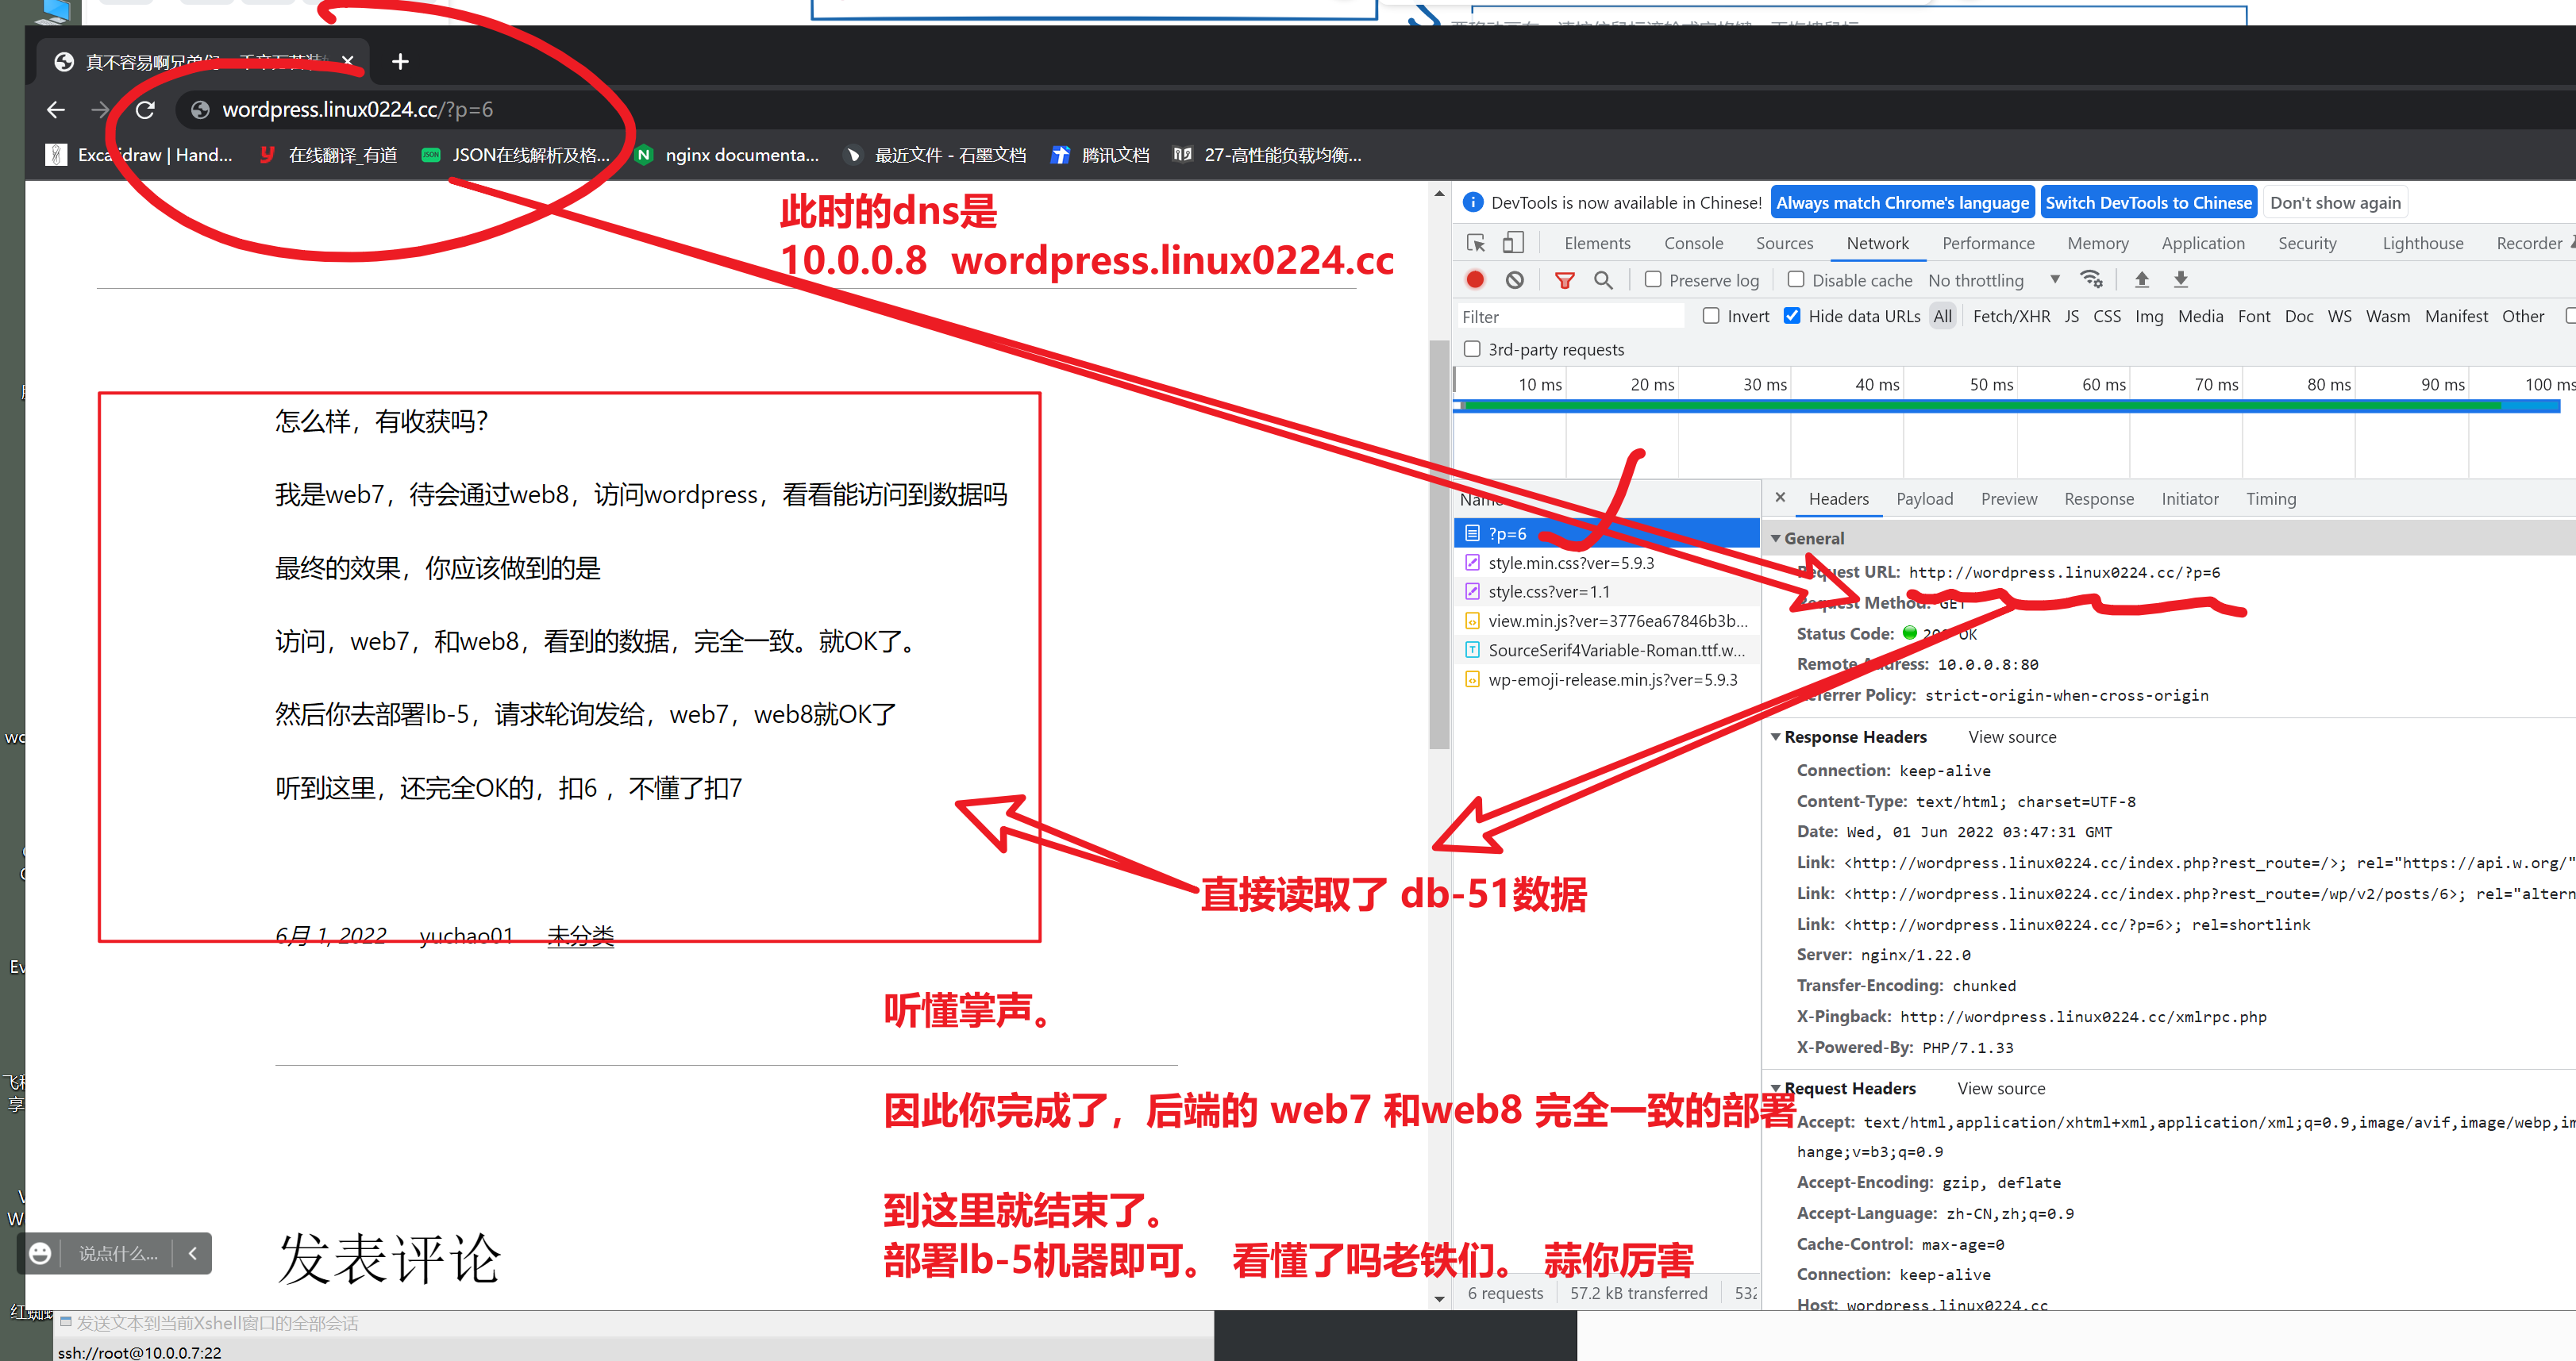 真不容易啊兄弟们
wordpress.linux0224.cc/?p=6
Excalidraw | Hand...
在线翻译_有道
JSON在线解析及格...
nginx documenta...
最近文件 - 石墨文档
腾讯文档
27-高性能负载均衡...
此时的dns是
10.0.0.8 wordpress.linux0224.cc
怎么样，有收获吗？
我是web7，待会通过web8，访问wordpress，看看能访问到数据吗
最终的效果，你应该做到的是
访问，web7，和web8，看到的数据，完全一致。就OK了。
然后你去部署lb-5，请求轮询发给，web7，web8就OK了
听到这里，还完全OK的，扣6 ，不懂了扣7
直接读取了 db-51数据
6月 1, 2022 yuchao01 未分类
听懂掌声。
因此你完成了，后端的 web7 和web8 完全一致的部署
到这里就结束了。
部署lb-5机器即可。 看懂了吗老铁们。 蒜你厉害
发表评论
说点什么...
DevTools is now available in Chinese! Always match Chrome's language Switch DevTools to Chinese Don't show again
Elements Console Sources Network Performance Memory Application Security Lighthouse Recorder
Preserve log Disable cache No throttling
Filter Invert Hide data URLs All Fetch/XHR JS CSS Img Media Font Doc WS Wasm Manifest Other
3rd-party requests
10 ms 20 ms 30 ms 40 ms 50 ms 60 ms 70 ms 80 ms 90 ms 100 ms
Name
?p=6
style.min.css?ver=5.9.3
style.css?ver=1.1
view.min.js?ver=3776ea67846b3b...
SourceSerif4Variable-Roman.ttf.w...
wp-emoji-release.min.js?ver=5.9.3
6 requests 57.2 kB transferred 532
Headers Payload Preview Response Initiator Timing
General
Request URL: http://wordpress.linux0224.cc/?p=6
Request Method: GET
Status Code: 200 OK
Remote Address: 10.0.0.8:80
Referrer Policy: strict-origin-when-cross-origin
Response Headers View source
Connection: keep-alive
Content-Type: text/html; charset=UTF-8
Date: Wed, 01 Jun 2022 03:47:31 GMT
Link: <http://wordpress.linux0224.cc/index.php?rest_route=/>; rel="https://api.w.org/"
Link: <http://wordpress.linux0224.cc/index.php?rest_route=/wp/v2/posts/6>; rel="altern
Link: <http://wordpress.linux0224.cc/?p=6>; rel=shortlink
Server: nginx/1.22.0
Transfer-Encoding: chunked
X-Pingback: http://wordpress.linux0224.cc/xmlrpc.php
X-Powered-By: PHP/7.1.33
Request Headers View source
Accept: text/html,application/xhtml+xml,application/xml;q=0.9,image/avif,image/webp,im
hange;v=b3;q=0.9
Accept-Encoding: gzip, deflate
Accept-Language: zh-CN,zh;q=0.9
Cache-Control: max-age=0
Connection: keep-alive
Host: wordpress.linux0224.cc
发送文本到当前Xshell窗口的全部会话
ssh://root@10.0.0.7:22